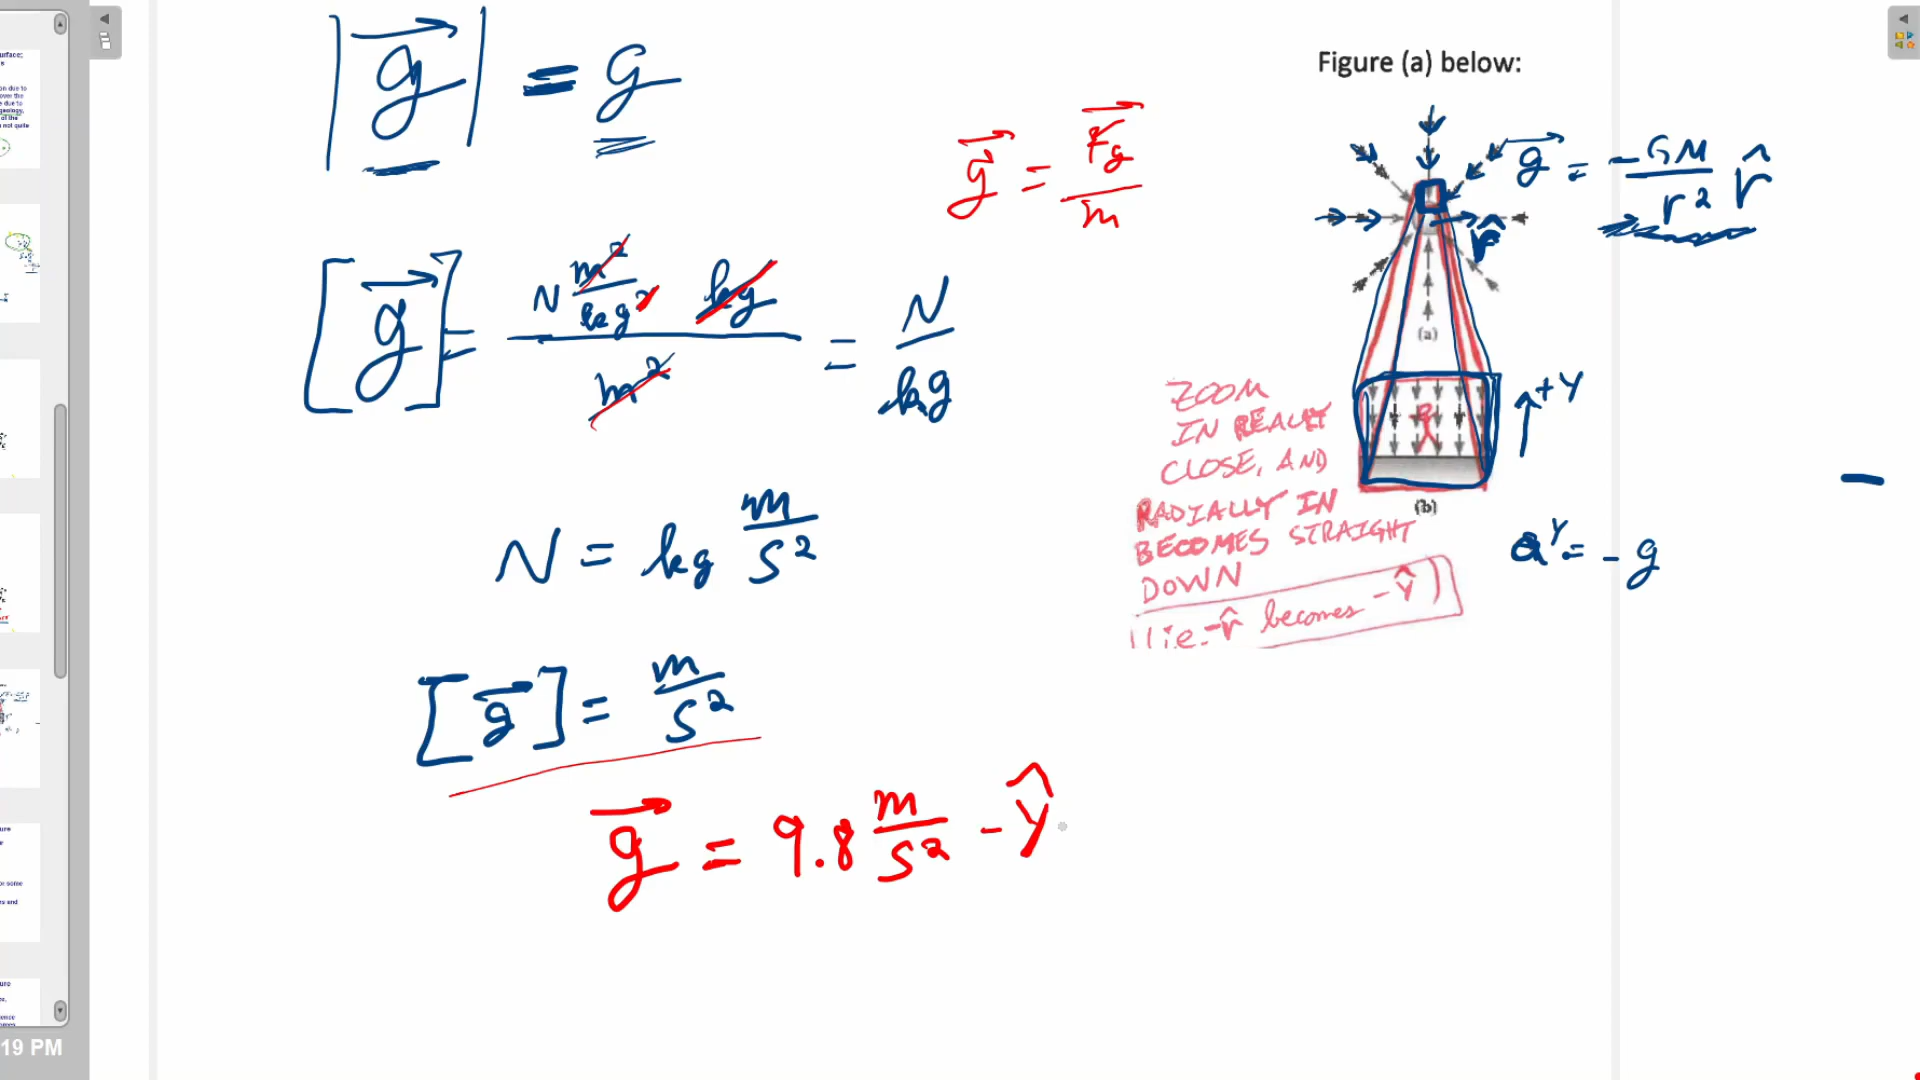 |g⃗| = g
Figure (a) below:
g⃗ = F⃗g / m
g⃗ = -GM / r² r̂
r̂
[g⃗] = N m²/kg² kg / m² = N / kg
(a)
+Y
ZOOM
IN REALLY
CLOSE, AND
RADIALLY IN
BECOMES STRAIGHT
DOWN
(i.e. -r̂ becomes -ŷ)
(b)
aʸ = -g
N = kg m/s²
[g⃗] = m/s²
g⃗ = 9.8 m/s² -ŷ
19 PM